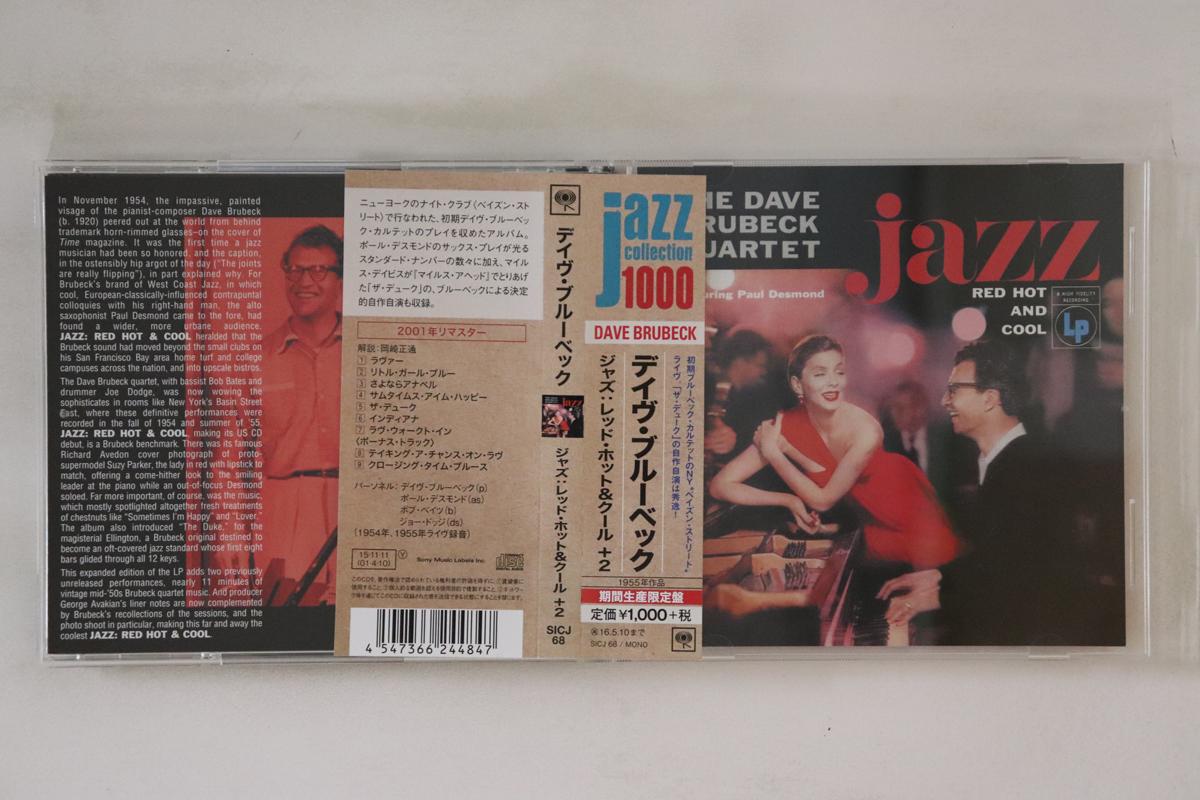 In November 1954, the impassive, painted
visage of the pianist-composer Dave Brubeck
(b. 1920) peered out at the world from behind
trademark horn-rimmed glasses–on the cover of
Time magazine. It was the first time a jazz
musician had been so honored, and the caption,
in the ostensibly hip argot of the day ("The joints
are really flipping"), in part explained why. For
Brubeck's brand of West Coast Jazz, in which
cool, European-classically-influenced contrapuntal
colloquies with his right-hand man, the alto
saxophonist Paul Desmond came to the fore, had
found a wider, more urbane audience.
JAZZ: RED HOT & COOL heralded that the
Brubeck sound had moved beyond the small clubs on
his San Francisco Bay area home turf and college
campuses across the nation, and into upscale bistros.
The Dave Brubeck quartet, with bassist Bob Bates and
drummer Joe Dodge, was now wowing the
sophisticates in rooms like New York's Basin Street
East, where these definitive performances were
recorded in the fall of 1954 and summer of '55.
JAZZ: RED HOT & COOL, making its US CD
debut, is a Brubeck benchmark. There was its famous
Richard Avedon cover photograph of proto-
supermodel Suzy Parker, the lady in red with lipstick to
match, offering a come-hither look to the smiling
leader at the piano while an out-of-focus Desmond
soloed. Far more important, of course, was the music,
which mostly spotlighted altogether fresh treatments
of chestnuts like "Sometimes I'm Happy" and "Lover."
The album also introduced "The Duke," for the
magisterial Ellington, a Brubeck original destined to
become an oft-covered jazz standard whose first eight
bars glided through all 12 keys.
This expanded edition of the LP adds two previously
unreleased performances, nearly 11 minutes of
vintage mid-'50s Brubeck quartet music. And producer
George Avakian's liner notes are now complemented
by Brubeck's recollections of the sessions, and the
photo shoot in particular, making this far and away the
coolest JAZZ: RED HOT & COOL.
ニューヨークのナイト・クラブ〈ベイズン・スト
リート〉で行なわれた、初期デイヴ・ブルーベッ
ク・カルテットのプレイを収めたアルバム。
ポール・デスモンドのサックス・プレイが光る
スタンダード・ナンバーの数々に加え、マイル
ス・デイビスが『マイルス・アヘッド』でとりあげ
た「ザ・デューク」の、ブルーベックによる決定
的自作自演も収録。
2001年リマスター
解説:岡崎正通
1 ラヴァー
2 リトル・ガール・ブルー
3 さよならアナベル
4 サムタイムス・アイム・ハッピー
5 ザ・デューク
6 インディアナ
7 ラヴ・ウォークト・イン
〈ボーナス・トラック〉
8 テイキング・ア・チャンス・オン・ラヴ
9 クロージング・タイム・ブルース
パーソネル:デイヴ・ブルーベック(p)
ポール・デスモンド(as)
ボブ・ベイツ(b)
ジョー・ドッジ(ds)
(1954年、1955年ライヴ録音)
15・11・11
(01・4・10)
Y
Sony Music Labels Inc.
4 547366 244847
デイヴ・ブルーベック
ジャズ:レッド・ホット&クール +2
SICJ
68
jazz
collection
1000
DAVE BRUBECK
初期ブルーベック・カルテットのNY“ベイズン・ストリート”
ライヴ。「ザ・デューク」の自作自演は秀逸!
デイヴ・ブルーベック
ジャズ:レッド・ホット&クール +2
1955年作品
期間生産限定盤
定価¥1,000+税
16.5.10まで
SICJ 68 / MONO
HE DAVE
RUBECK
UARTET
uring Paul Desmond
jazz
RED HOT
AND
COOL
HIGH FIDELITY
RECORDING
Lp